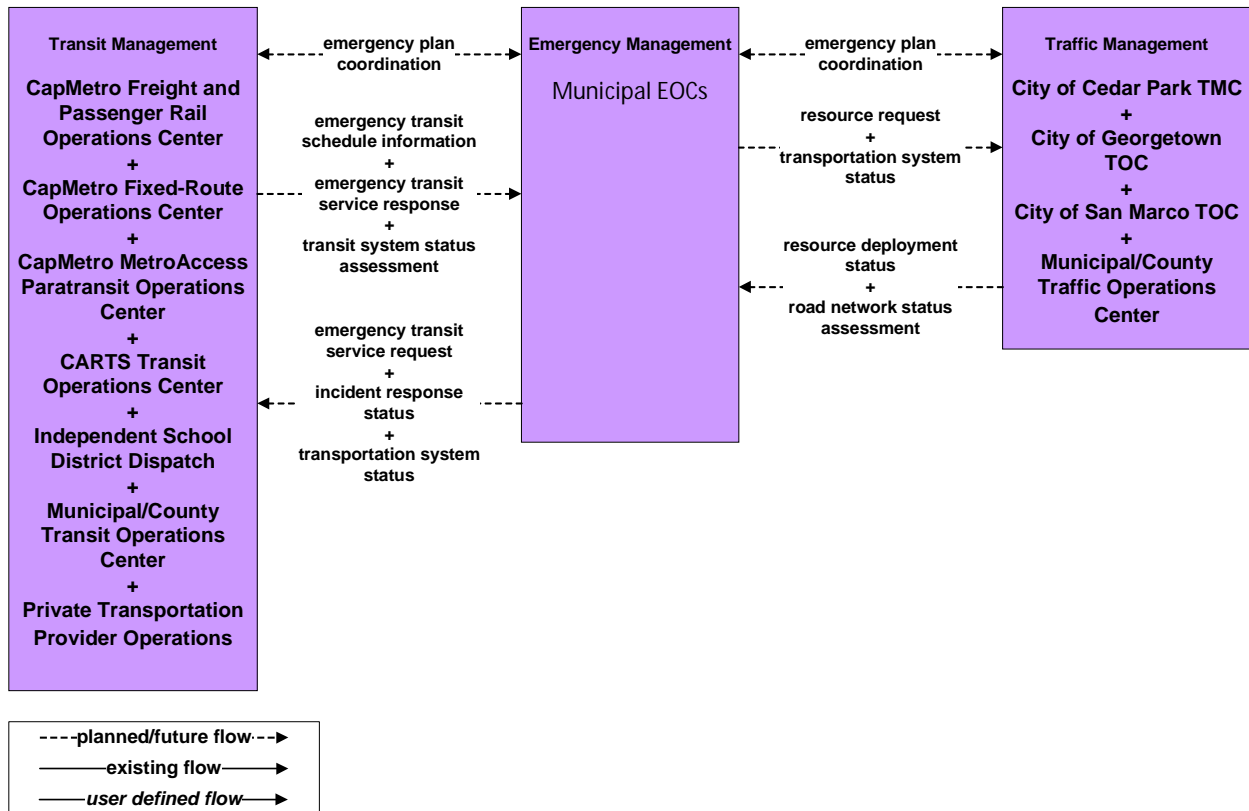 Transit Management
CapMetro Freight and
Passenger Rail
Operations Center
+
CapMetro Fixed-Route
Operations Center
+
CapMetro MetroAccess
Paratransit Operations
Center
+
CARTS Transit
Operations Center
+
Independent School
District Dispatch
+
Municipal/County
Transit Operations
Center
+
Private Transportation
Provider Operations
emergency plan
coordination
emergency transit
schedule information
+
emergency transit
service response
+
transit system status
assessment
emergency transit
service request
+
incident response
status
+
transportation system
status
Emergency Management
Municipal EOCs
emergency plan
coordination
resource request
+
transportation system
status
resource deployment
status
+
road network status
assessment
Traffic Management
City of Cedar Park TMC
+
City of Georgetown
TOC
+
City of San Marco TOC
+
Municipal/County
Traffic Operations
Center
planned/future flow
existing flow
user defined flow